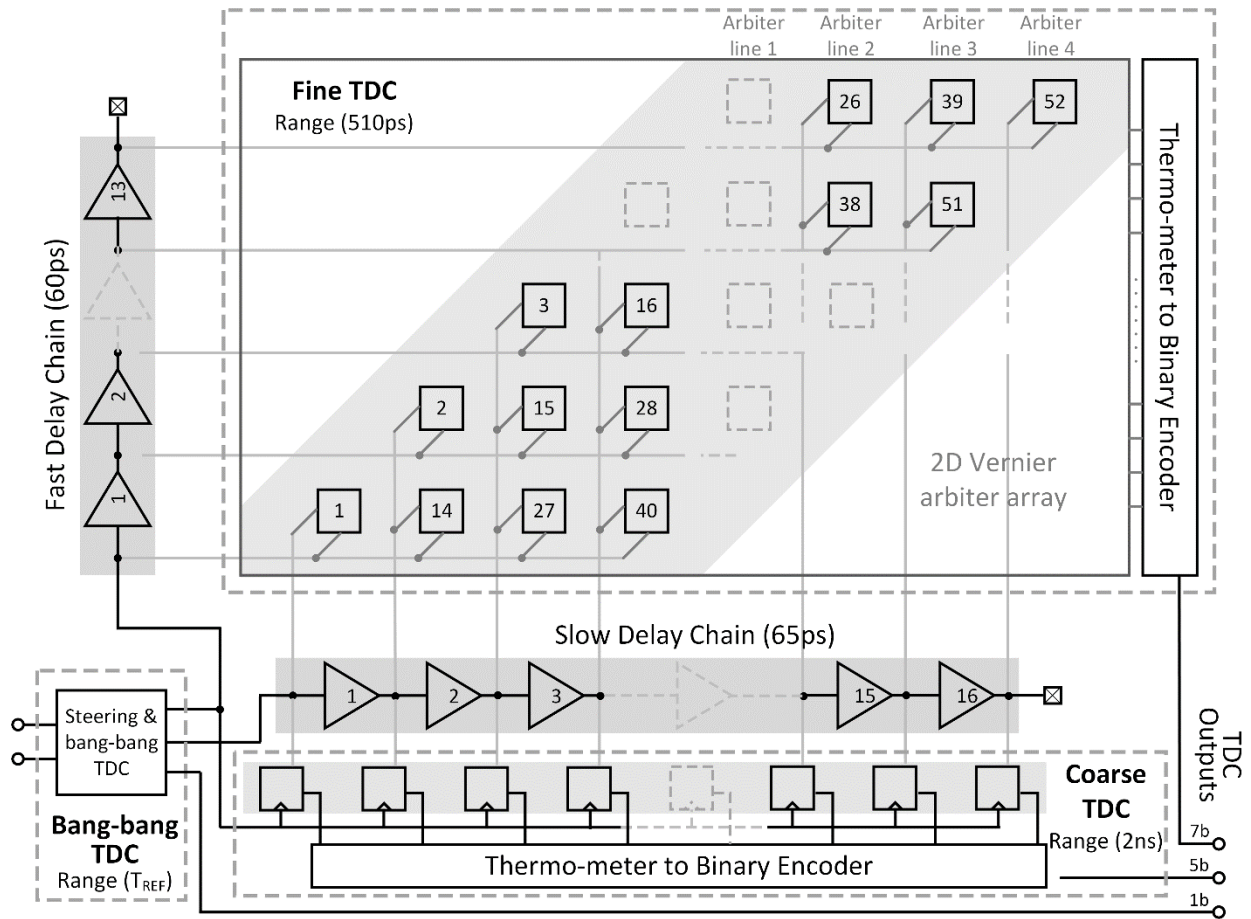 Arbiter line 1
Arbiter line 2
Arbiter line 3
Arbiter line 4
Fine TDC
Range (510ps)
26
39
52
13
38
51
3
16
2
2
15
28
1
1
14
27
40
2D Vernier
arbiter array
Fast Delay Chain (60ps)
Thermo-meter to Binary Encoder
Slow Delay Chain (65ps)
1
2
3
15
16
Steering &
bang-bang
TDC
Bang-bang
TDC
Range (TREF)
Coarse
TDC
Range (2ns)
Thermo-meter to Binary Encoder
TDC
Outputs
7b
5b
1b